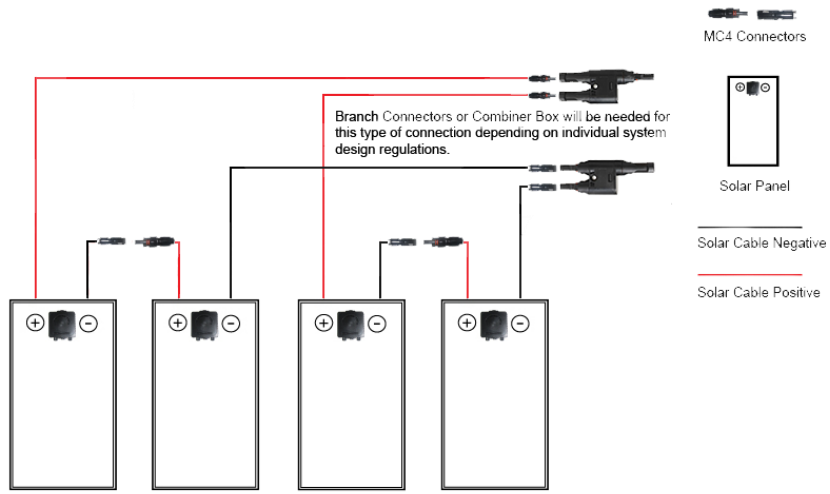 MC4 Connectors
Branch Connectors or Combiner Box will be needed for
this type of connection depending on individual system
design regulations.
+ -
Solar Panel
Solar Cable Negative
Solar Cable Positive
+ - + - + - + -